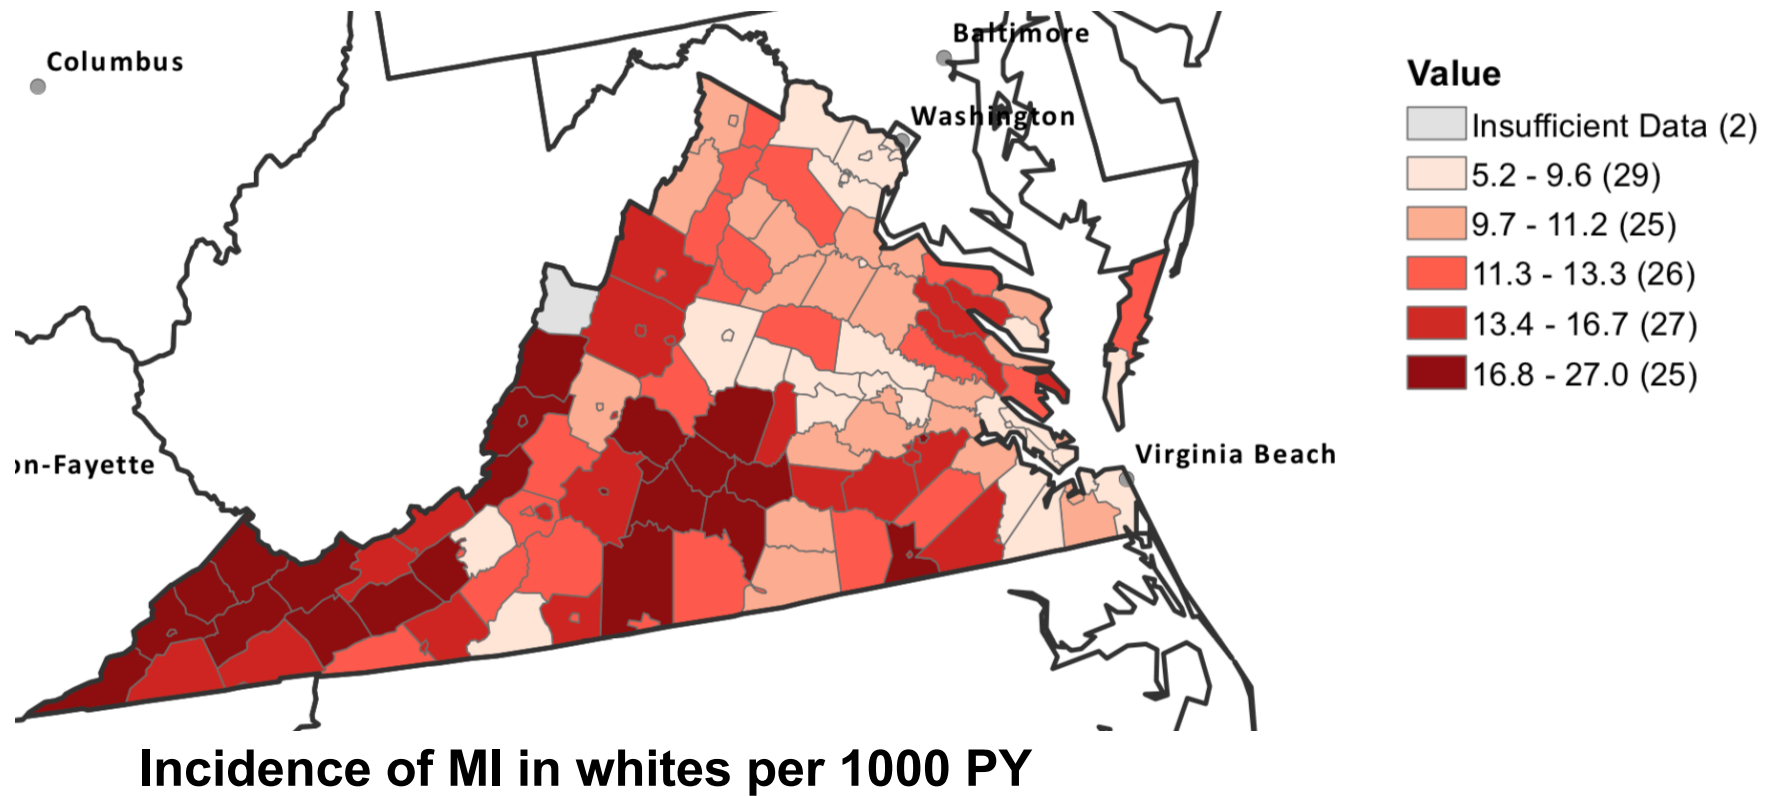 Baltimore
Columbus
Washington
Value
Insufficient Data (2)
5.2 - 9.6 (29)
9.7 - 11.2 (25)
11.3 - 13.3 (26)
13.4 - 16.7 (27)
16.8 - 27.0 (25)
on-Fayette
Virginia Beach
Incidence of MI in whites per 1000 PY